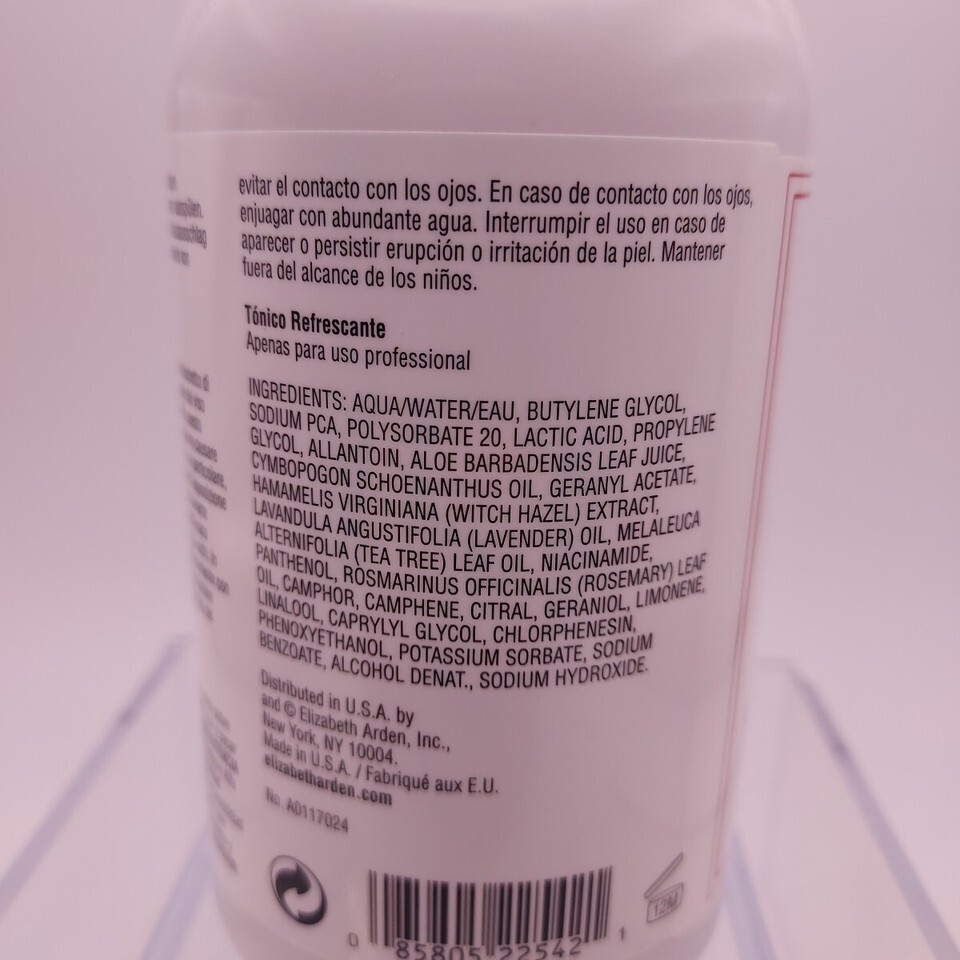 evitar el contacto con los ojos. En caso de contacto con los ojos,
enjuagar con abundante agua. Interrumpir el uso en caso de
aparecer o persistir erupción o irritación de la piel. Mantener
fuera del alcance de los niños.
Tónico Refrescante
Apenas para uso professional
INGREDIENTS: AQUA/WATER/EAU, BUTYLENE GLYCOL,
SODIUM PCA, POLYSORBATE 20, LACTIC ACID, PROPYLENE
GLYCOL, ALLANTOIN, ALOE BARBADENSIS LEAF JUICE,
CYMBOPOGON SCHOENANTHUS OIL, GERANYL ACETATE,
HAMAMELIS VIRGINIANA (WITCH HAZEL) EXTRACT,
LAVANDULA ANGUSTIFOLIA (LAVENDER) OIL, MELALEUCA
ALTERNIFOLIA (TEA TREE) LEAF OIL, NIACINAMIDE,
PANTHENOL, ROSMARINUS OFFICINALIS (ROSEMARY) LEAF
OIL, CAMPHOR, CAMPHENE, CITRAL, GERANIOL, LIMONENE,
LINALOOL, CAPRYLYL GLYCOL, CHLORPHENESIN,
PHENOXYETHANOL, POTASSIUM SORBATE, SODIUM
BENZOATE, ALCOHOL DENAT., SODIUM HYDROXIDE.
Distributed in U.S.A. by
and © Elizabeth Arden, Inc.,
New York, NY 10004.
Made in U.S.A. / Fabriqué aux E.U.
elizabetharden.com
No. A0117024
12M
0 85805 22542 1